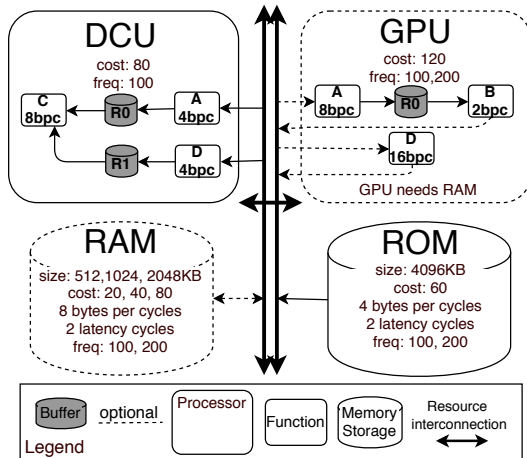 DCU
cost: 80
freq: 100
C
8bpc
R0
A
4bpc
R1
D
4bpc
GPU
cost: 120
freq: 100,200
A
8bpc
R0
B
2bpc
D
16bpc
GPU needs RAM
RAM
size: 512,1024, 2048KB
cost: 20, 40, 80
8 bytes per cycles
2 latency cycles
freq: 100, 200
ROM
size: 4096KB
cost: 60
4 bytes per cycles
2 latency cycles
freq: 100, 200
Buffer
optional
Processor
Function
Memory
Storage
Resource
interconnection
Legend